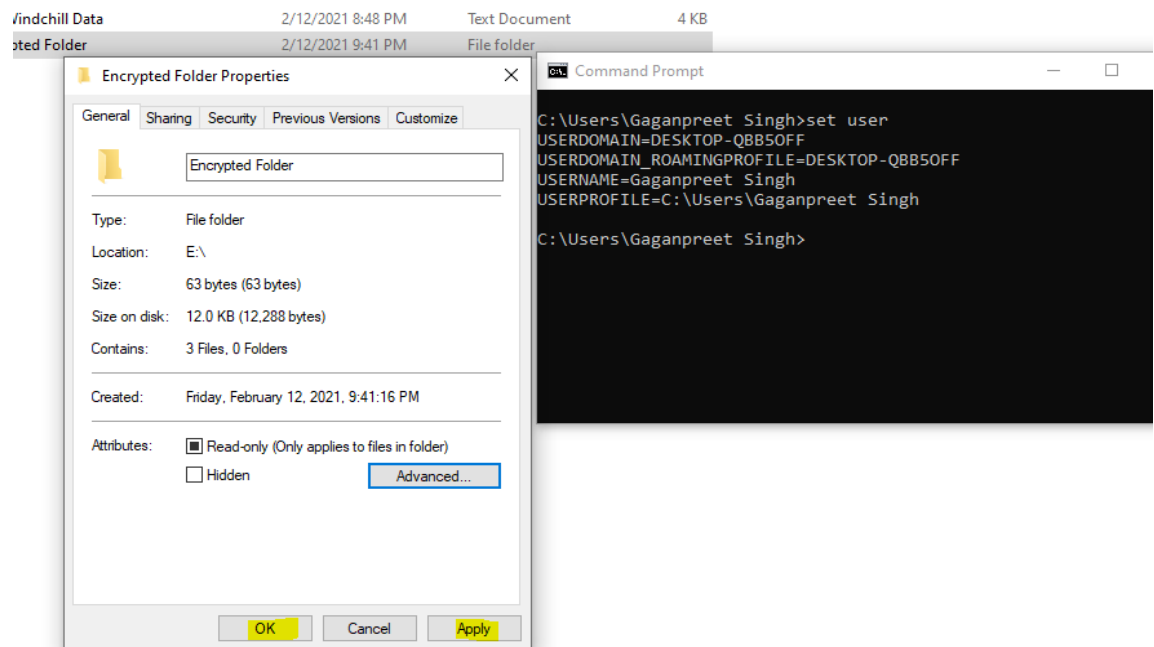 Windchill Data 2/12/2021 8:48 PM Text Document 4 KB
pted Folder 2/12/2021 9:41 PM File folder
Encrypted Folder Properties
General Sharing Security Previous Versions Customize
Encrypted Folder
Type: File folder
Location: E:\
Size: 63 bytes (63 bytes)
Size on disk: 12.0 KB (12,288 bytes)
Contains: 3 Files, 0 Folders
Created: Friday, February 12, 2021, 9:41:16 PM
Attributes: Read-only (Only applies to files in folder)
Hidden Advanced...
OK Cancel Apply
Command Prompt
C:\Users\Gaganpreet Singh>set user
USERDOMAIN=DESKTOP-QBB5OFF
USERDOMAIN_ROAMINGPROFILE=DESKTOP-QBB5OFF
USERNAME=Gaganpreet Singh
USERPROFILE=C:\Users\Gaganpreet Singh
C:\Users\Gaganpreet Singh>